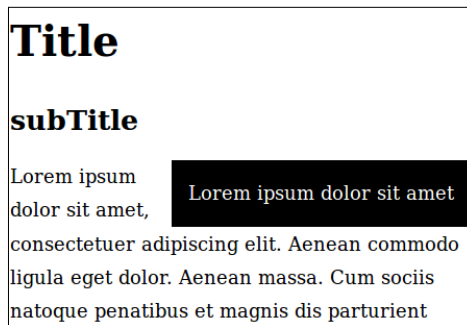 Title
subTitle
Lorem ipsum
dolor sit amet,
Lorem ipsum dolor sit amet
consectetuer adipiscing elit. Aenean commodo
ligula eget dolor. Aenean massa. Cum sociis
natoque penatibus et magnis dis parturient